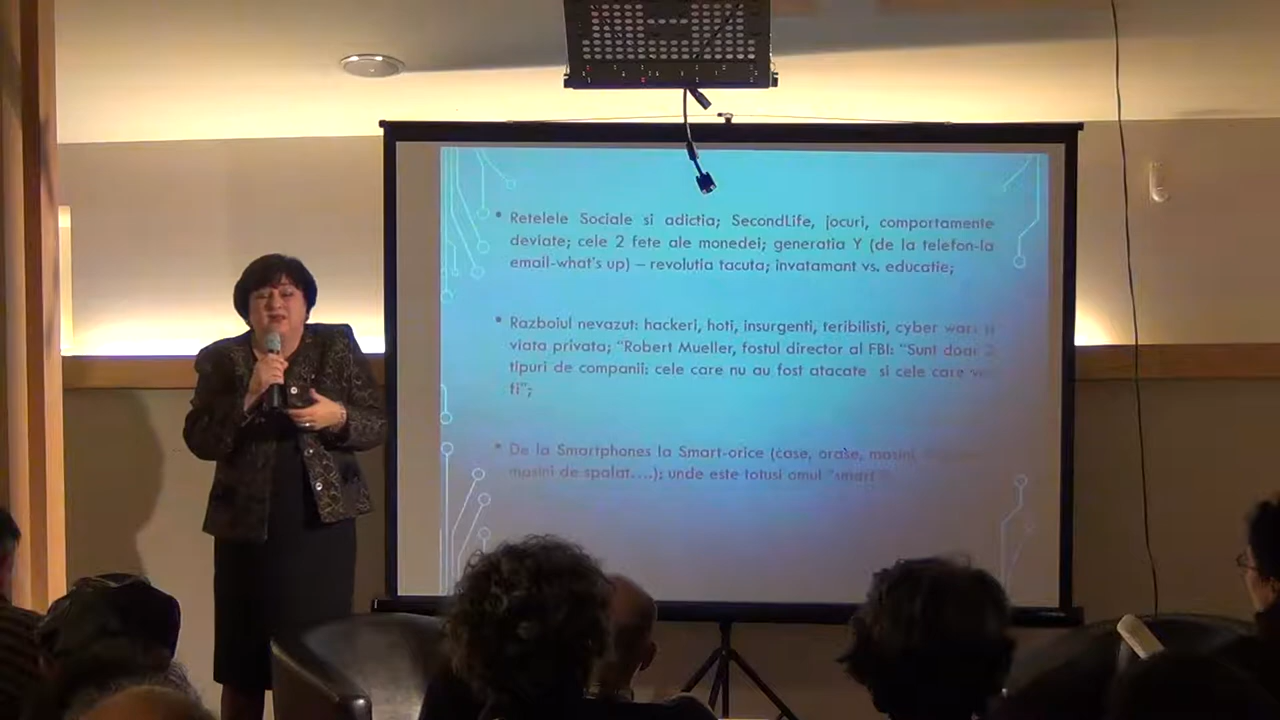 • Retelele Sociale si adictia; SecondLife, jocuri, comportamente
deviate; cele 2 fete ale monedei; generatia Y (de la telefon-la
email-what's up) – revolutia tacuta; invatamant vs. educatie;
• Razboiul nevazut: hackeri, hoti, insurgenti, teribilisti, cyber wars si
viata privata; "Robert Mueller, fostul director al FBI: "Sunt doar 2
tipuri de companii: cele care nu au fost atacate si cele care vor
fi";
• De la Smartphones la Smart-orice (case, orase, masini,
masini de spalat....); unde este totusi omul "smart"